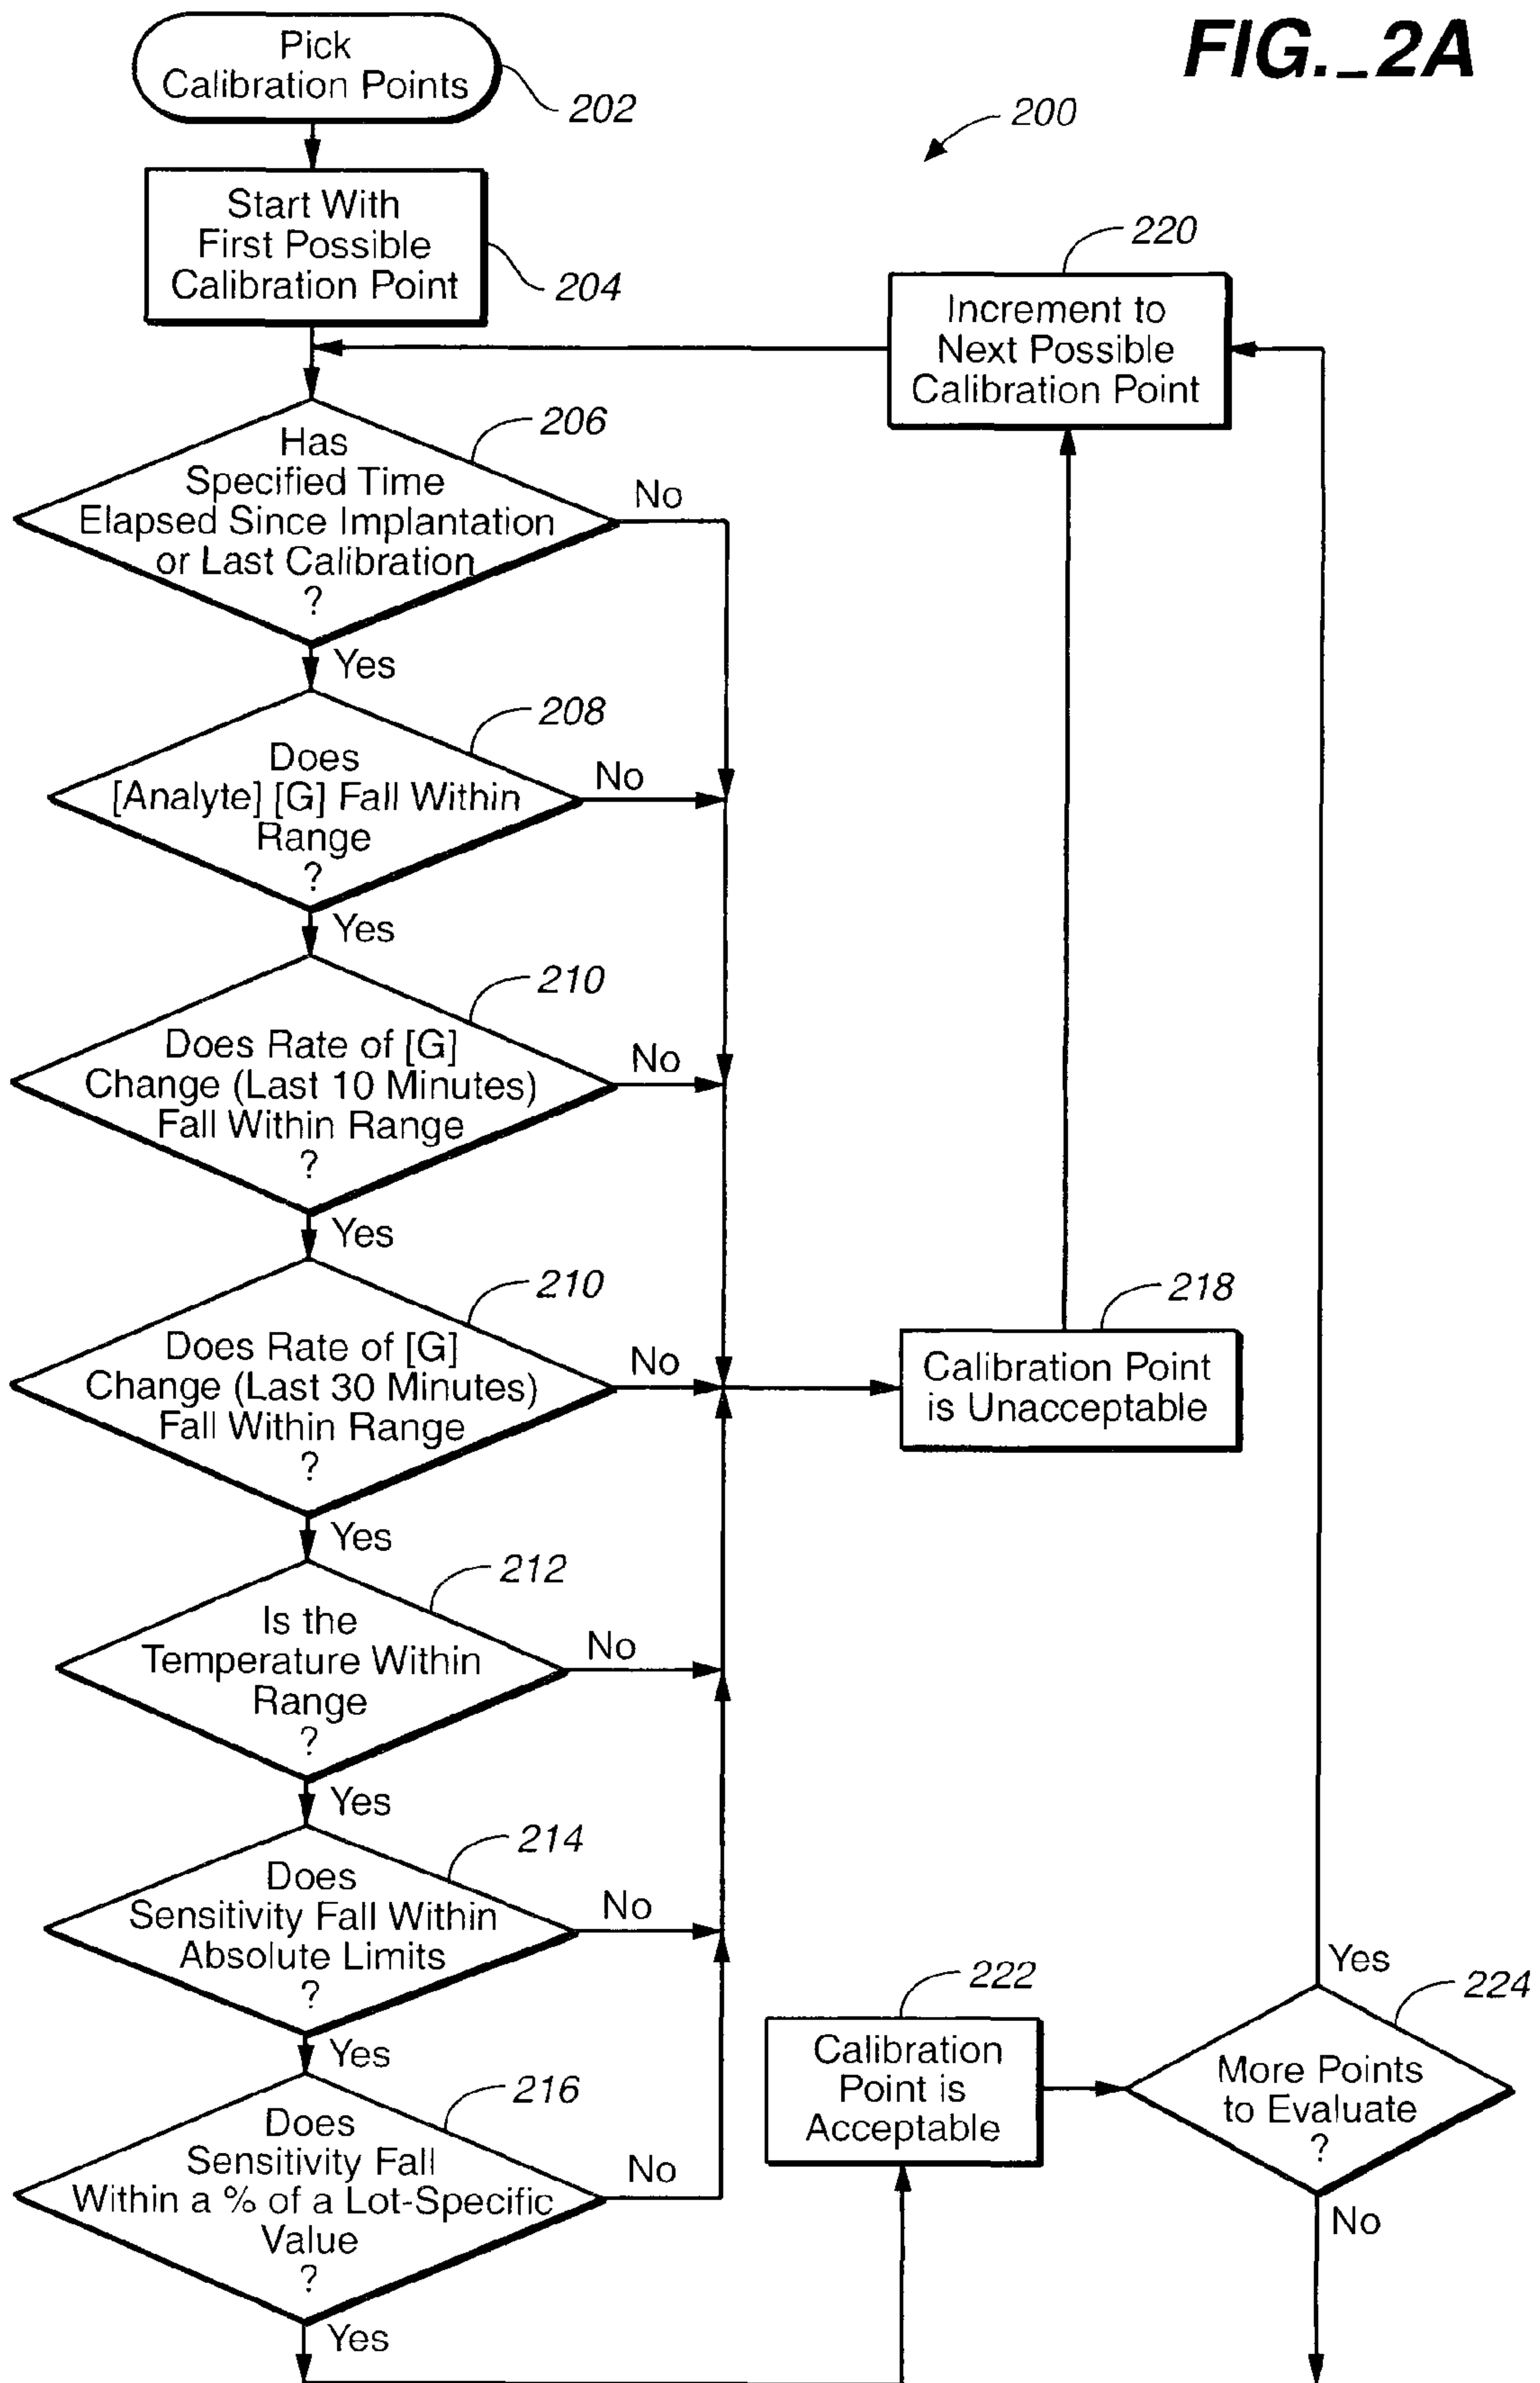 FIG._2A
Pick
Calibration Points
202
200
Start With
First Possible
Calibration Point
204
220
Increment to
Next Possible
Calibration Point
206
Has
Specified Time
Elapsed Since Implantation
or Last Calibration
?
No
Yes
208
Does
[Analyte] [G] Fall Within
Range
?
No
Yes
210
Does Rate of [G]
Change (Last 10 Minutes)
Fall Within Range
?
No
Yes
210
Does Rate of [G]
Change (Last 30 Minutes)
Fall Within Range
?
No
Yes
218
Calibration Point
is Unacceptable
212
Is the
Temperature Within
Range
?
No
Yes
214
Does
Sensitivity Fall Within
Absolute Limits
?
No
Yes
216
Does
Sensitivity Fall
Within a % of a Lot-Specific
Value
?
No
Yes
222
Calibration
Point is
Acceptable
224
Yes
More Points
to Evaluate
?
No